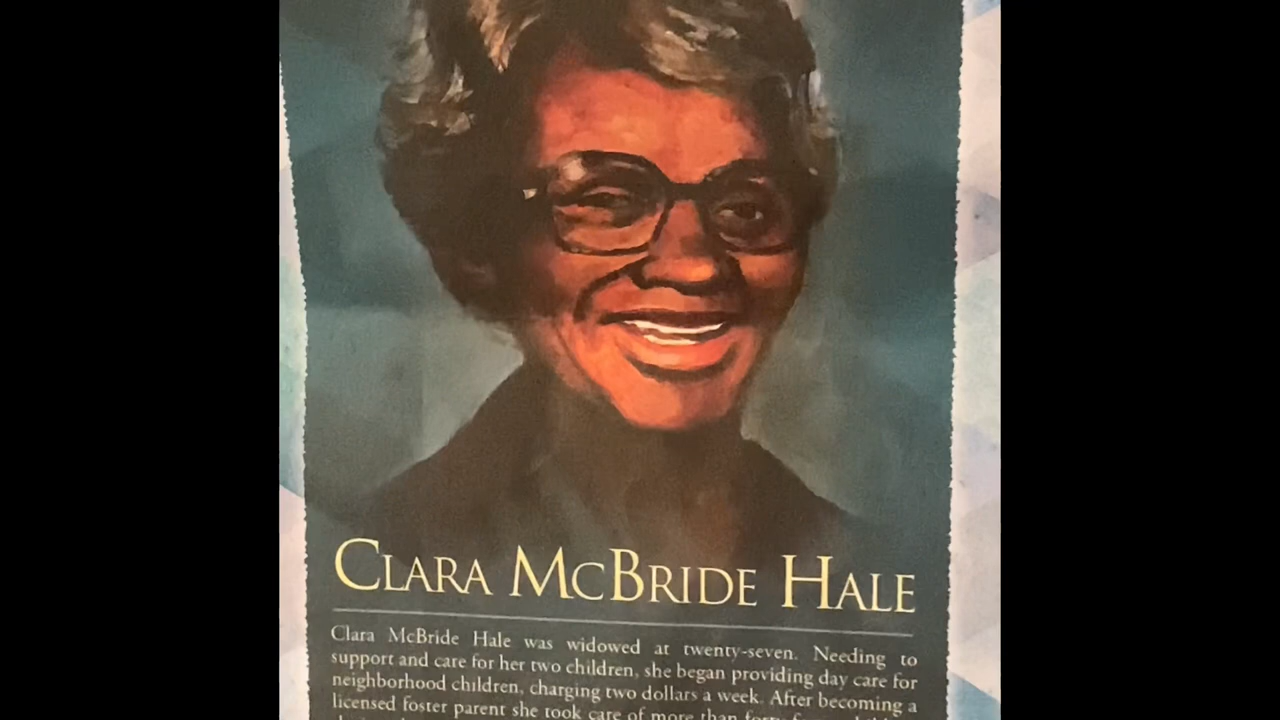 CLARA MCBRIDE HALE
Clara McBride Hale was widowed at twenty-seven. Needing to
support and care for her two children, she began providing day care for
neighborhood children, charging two dollars a week. After becoming a
licensed foster parent she took care of more than forty